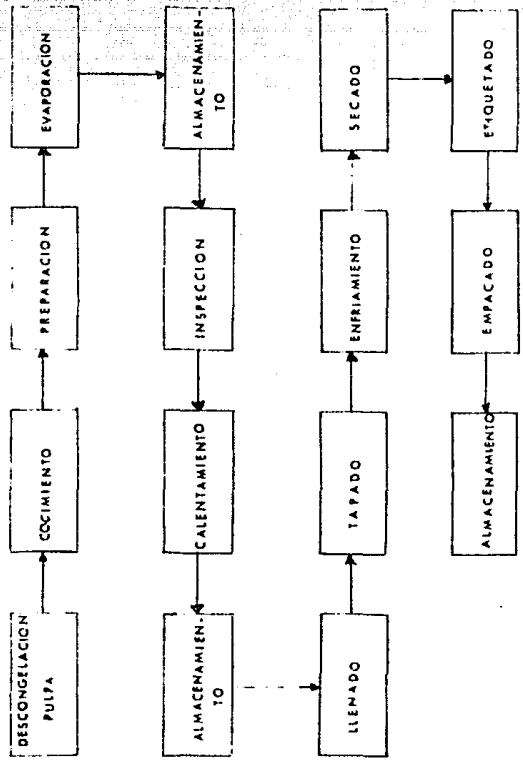 DESCONGELACION
PULPA
COCIMIENTO
PREPARACION
EVAPORACION
ALMACENAMIEN-
TO
INSPECCION
CALENTAMIENTO
ALMACENAMIEN-
TO
LLENADO
TAPADO
ENFRIAMIENTO
SECADO
ETIQUETADO
EMPACADO
ALMACENAMIENTO